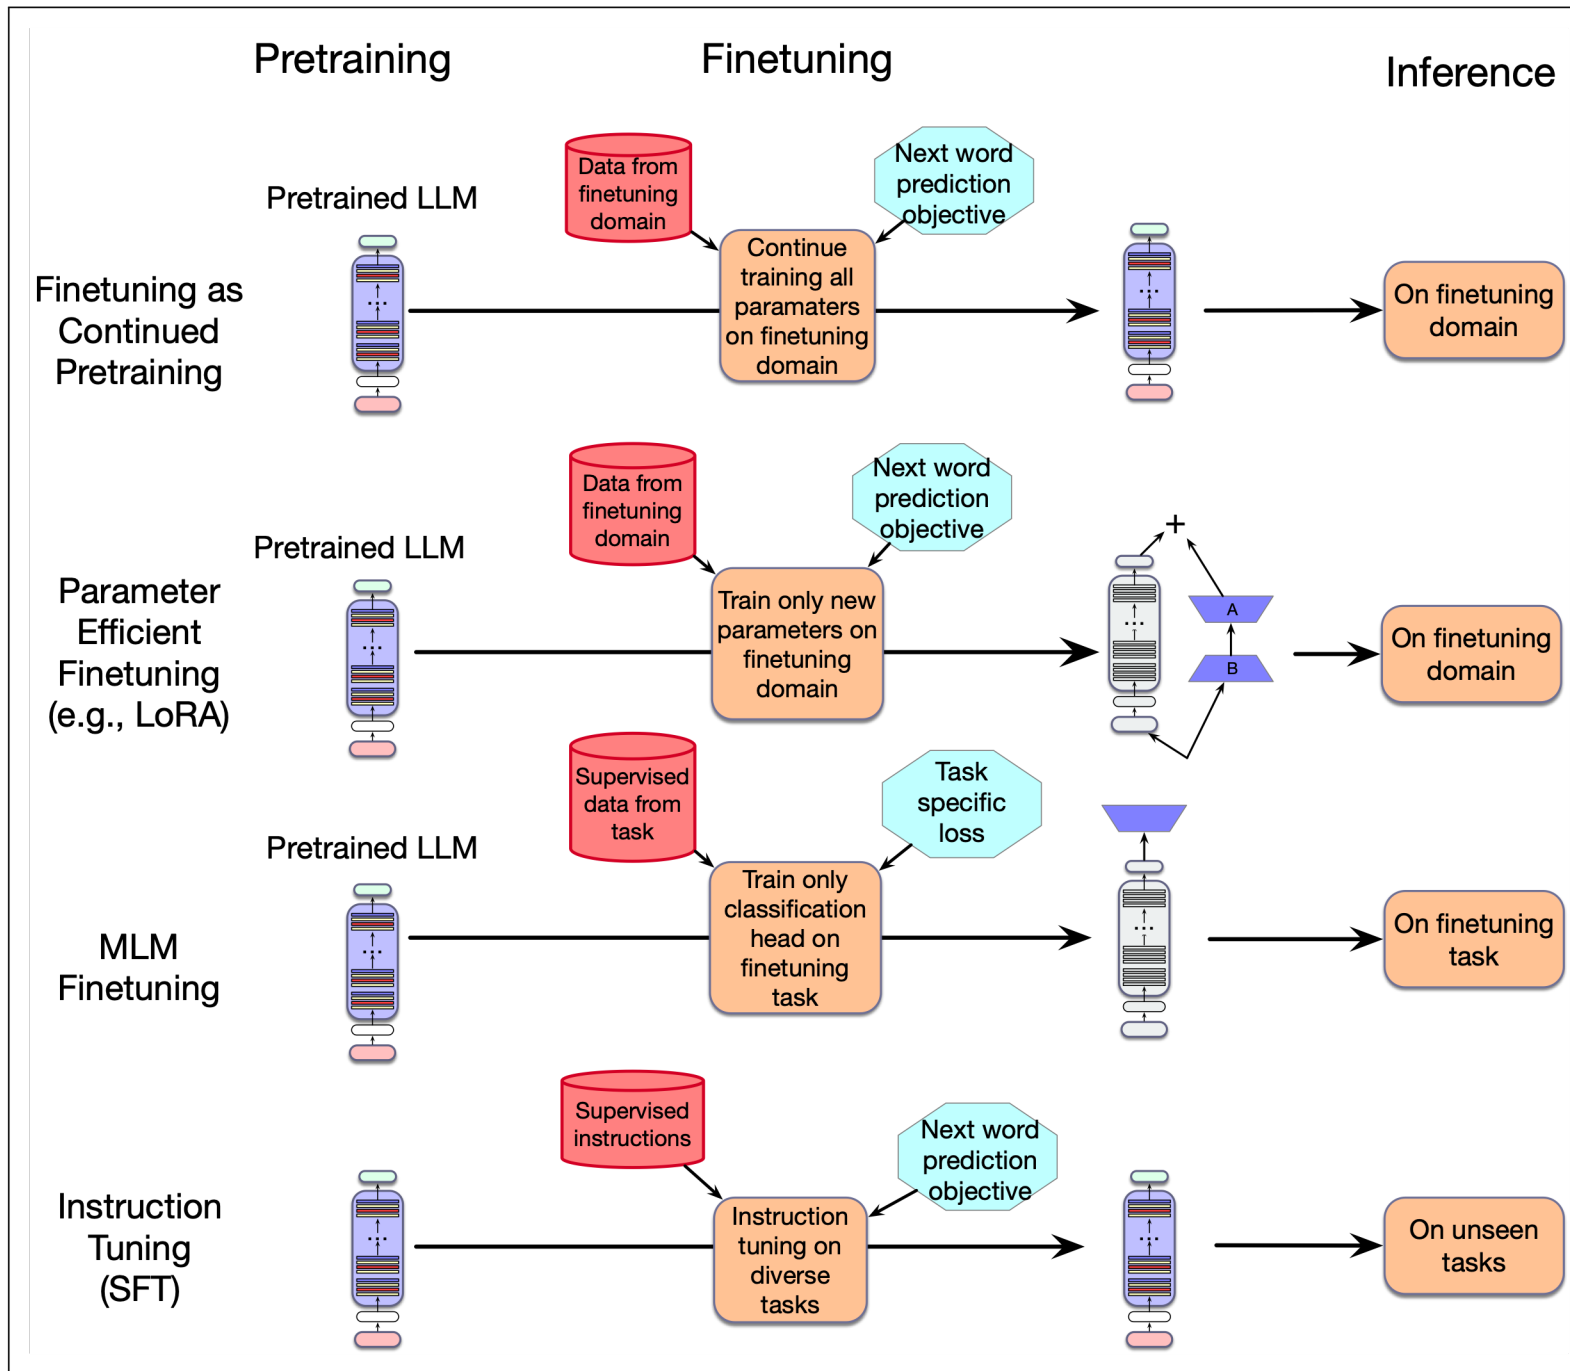 Pretraining
Finetuning
Inference
Data from
finetuning
domain
Next word
prediction
objective
Pretrained LLM
Continue
training all
paramaters
on finetuning
domain
Finetuning as
Continued
Pretraining
...
...
On finetuning
domain
Data from
finetuning
domain
Next word
prediction
objective
Pretrained LLM
+
Parameter
Efficient
Finetuning
(e.g., LoRA)
...
Train only new
parameters on
finetuning
domain
...
A
B
On finetuning
domain
Supervised
data from
task
Task
specific
loss
Pretrained LLM
Train only
classification
head on
finetuning
task
MLM
Finetuning
...
...
On finetuning
task
Supervised
instructions
Next word
prediction
objective
Instruction
Tuning
(SFT)
...
Instruction
tuning on
diverse
tasks
...
On unseen
tasks